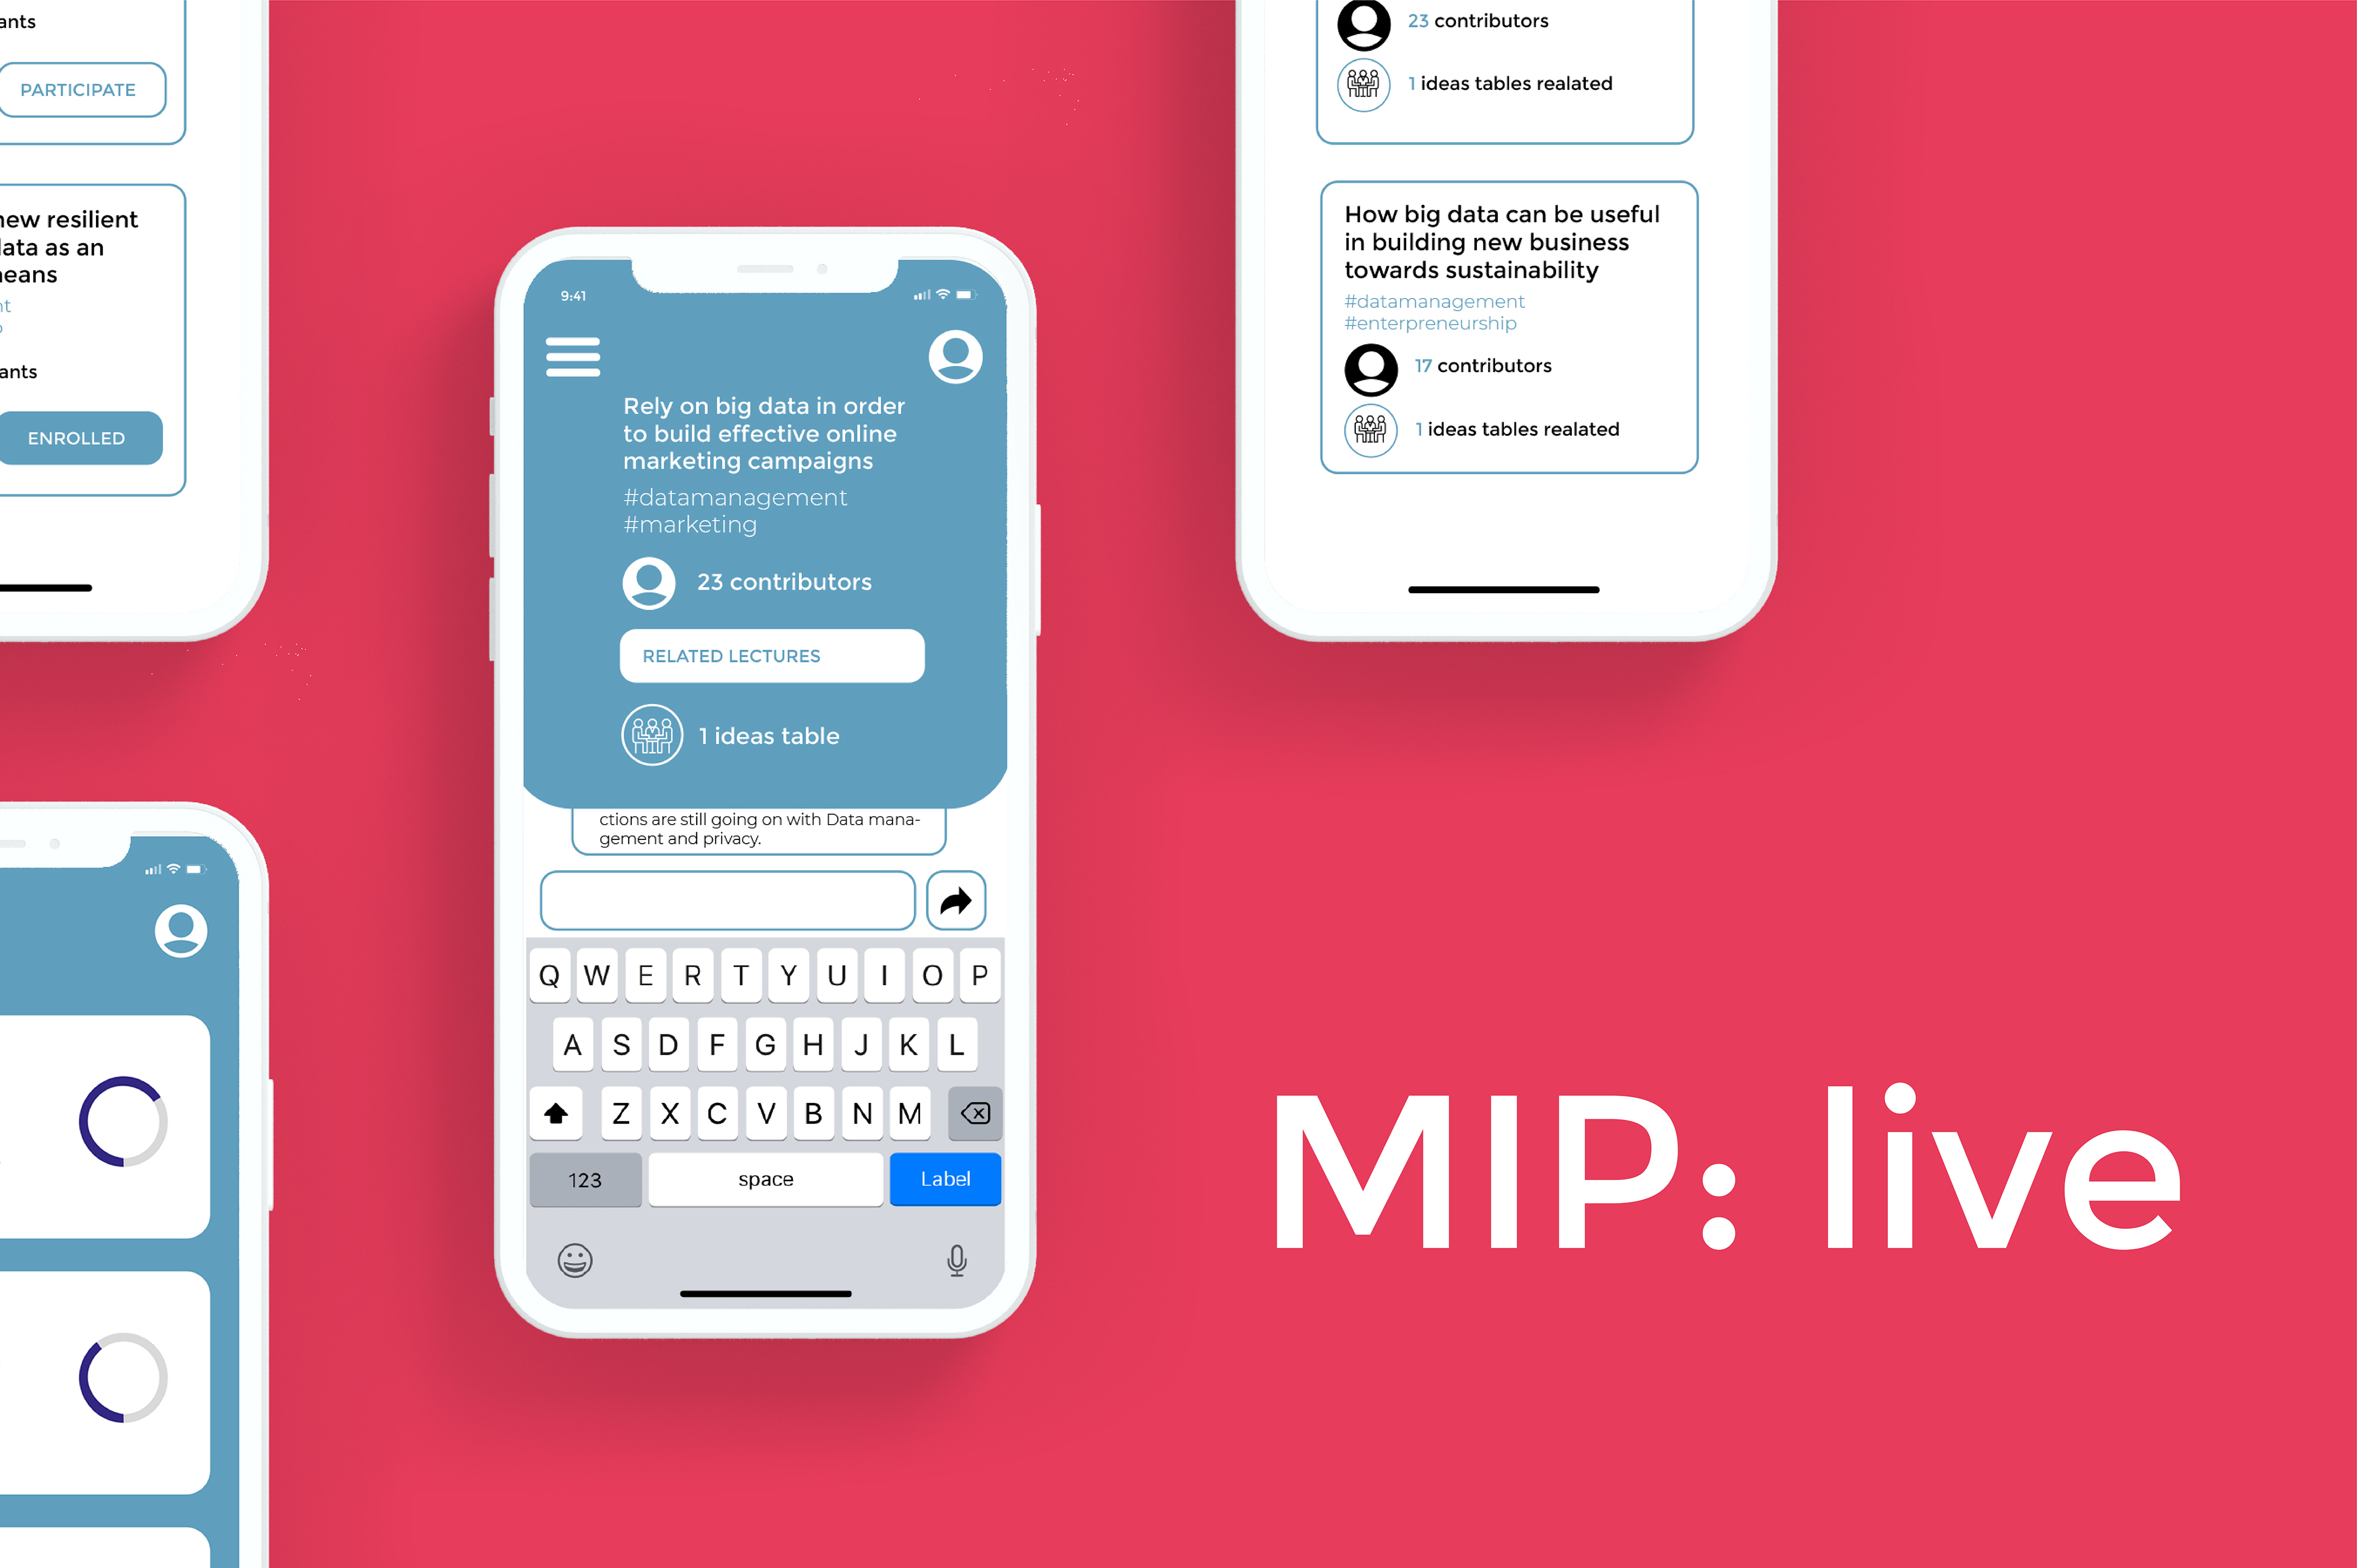 ants
PARTICIPATE
new resilient
data as an
means
nt
p
ants
ENROLLED
9:41
Rely on big data in order
to build effective online
marketing campaigns
#datamanagement
#marketing
23 contributors
RELATED LECTURES
1 ideas table
ctions are still going on with Data mana-
gement and privacy.
Q W E R T Y U I O P
A S D F G H J K L
Z X C V B N M
123 space Label
23 contributors
1 ideas tables realated
How big data can be useful
in building new business
towards sustainability
#datamanagement
#enterpreneurship
17 contributors
1 ideas tables realated
MIP: live